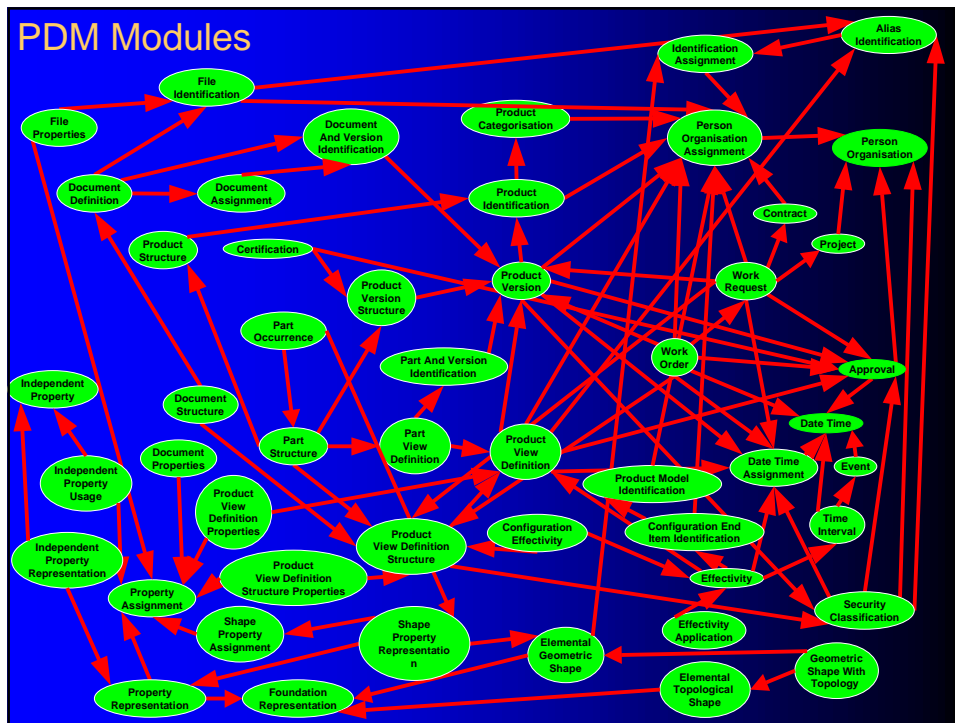 PDM Modules
Alias
Identification
Identification
Assignment
File
Identification
File
Properties
Document
And Version
Identification
Product
Categorisation
Person
Organisation
Assignment
Person
Organisation
Document
Definition
Document
Assignment
Product
Identification
Contract
Project
Product
Structure
Certification
Product
Version
Structure
Product
Version
Work
Request
Part
Occurrence
Part And Version
Identification
Work
Order
Approval
Independent
Property
Document
Structure
Date Time
Part
Structure
Part
View
Definition
Product
View
Definition
Document
Properties
Date Time
Assignment
Event
Independent
Property
Usage
Product
View
Definition
Properties
Product Model
Identification
Time
Interval
Independent
Property
Representation
Product
View Definition
Structure
Configuration
Effectivity
Configuration End
Item Identification
Product
View Definition
Structure Properties
Effectivity
Property
Assignment
Security
Classification
Shape
Property
Assignment
Shape
Property
Representatio
n
Elemental
Geometric
Shape
Effectivity
Application
Geometric
Shape With
Topology
Property
Representation
Foundation
Representation
Elemental
Topological
Shape